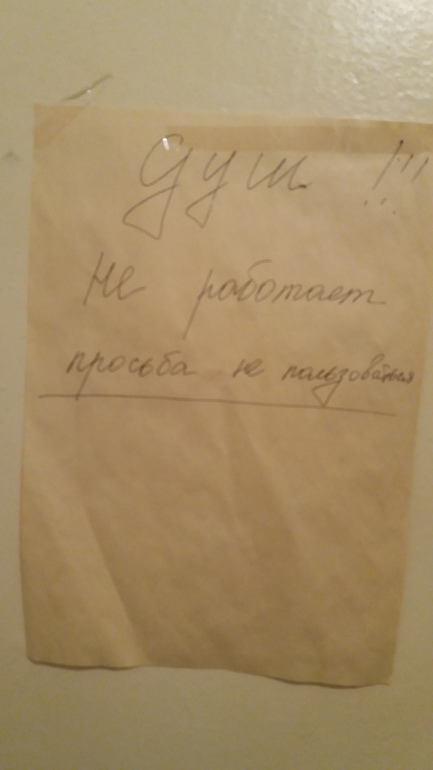 Душ !!!
Не работает
просьба не пользоваться